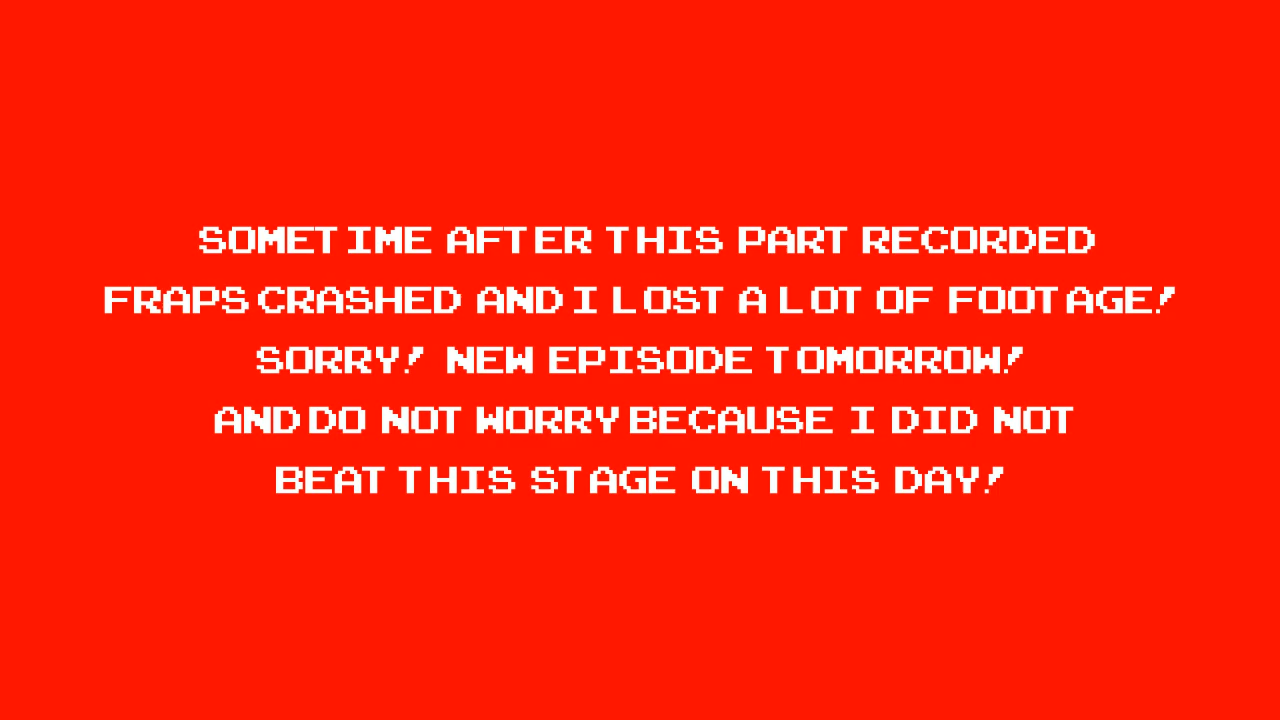 SOMETIME AFTER THIS PART RECORDED
FRAPS CRASHED AND I LOST A LOT OF FOOTAGE!
SORRY! NEW EPISODE TOMORROW!
AND DO NOT WORRY BECAUSE I DID NOT
BEAT THIS STAGE ON THIS DAY!